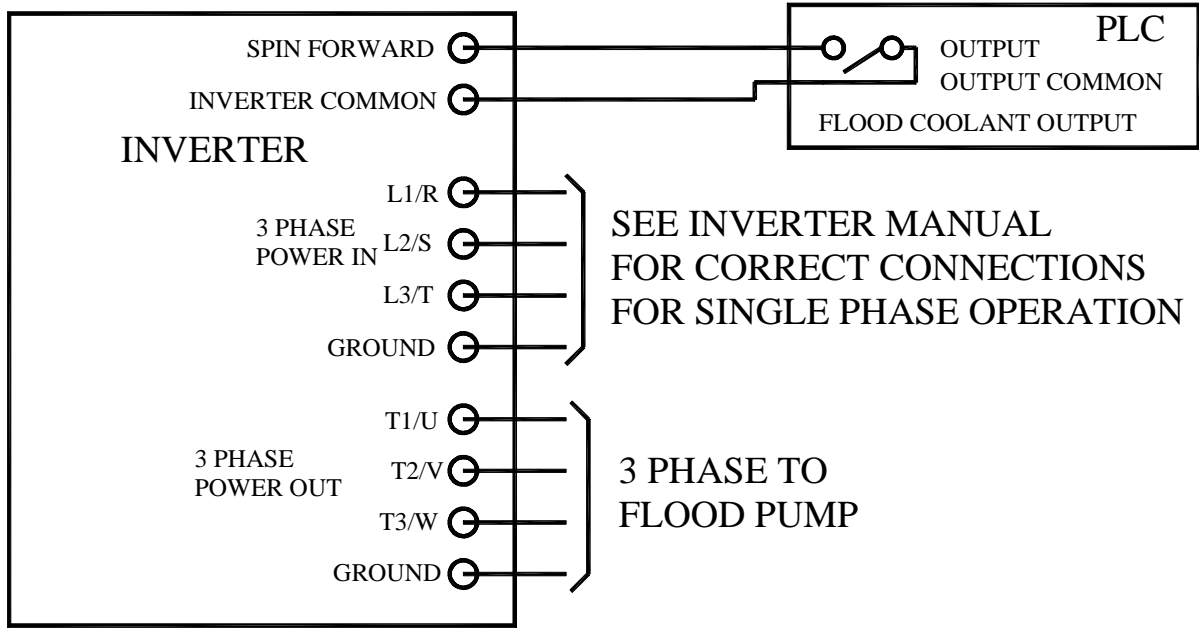 SPIN FORWARD
INVERTER COMMON
INVERTER
L1/R
3 PHASE
POWER IN
L2/S
L3/T
GROUND
T1/U
3 PHASE
POWER OUT
T2/V
T3/W
GROUND
PLC
OUTPUT
OUTPUT COMMON
FLOOD COOLANT OUTPUT
SEE INVERTER MANUAL
FOR CORRECT CONNECTIONS
FOR SINGLE PHASE OPERATION
3 PHASE TO
FLOOD PUMP